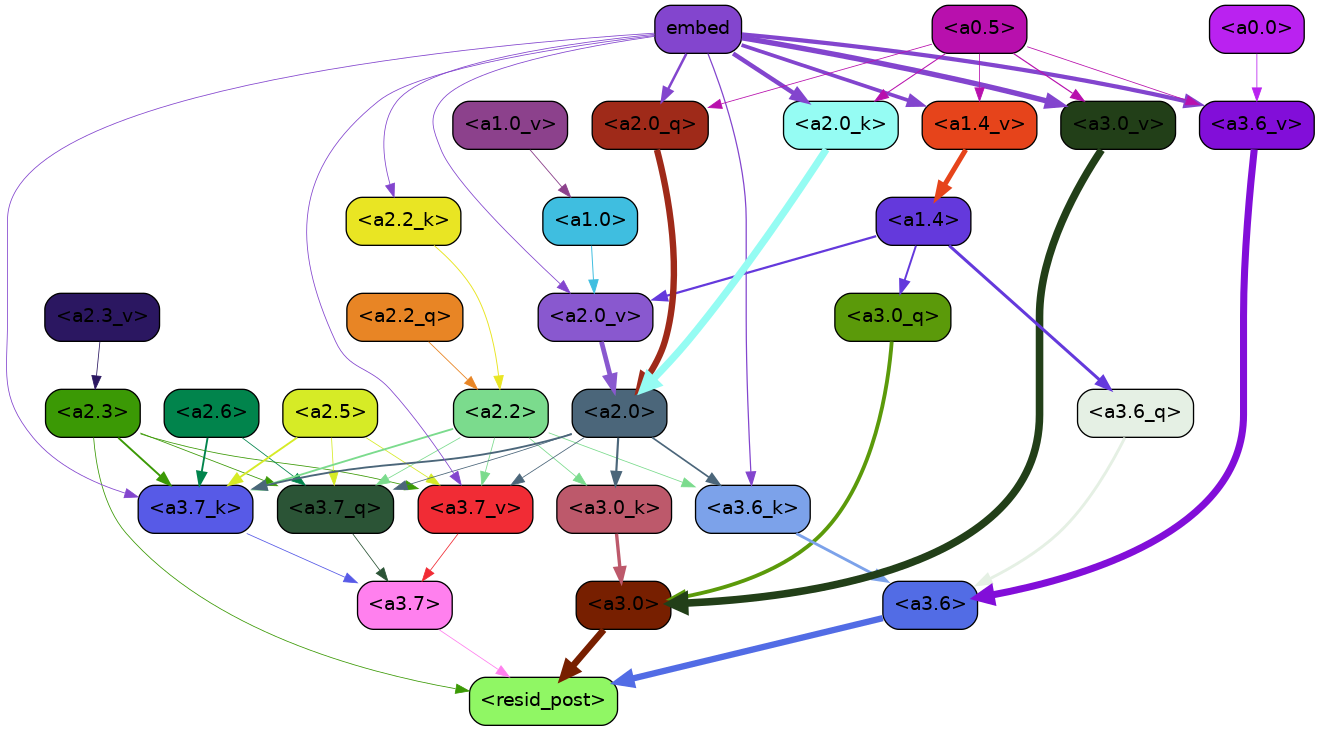 embed
<a0.5>
<a0.0>
<a1.0_v>
<a2.0_q>
<a2.0_k>
<a1.4_v>
<a3.0_v>
<a3.6_v>
<a2.2_k>
<a1.0>
<a1.4>
<a2.3_v>
<a2.2_q>
<a2.0_v>
<a3.0_q>
<a2.3>
<a2.6>
<a2.5>
<a2.2>
<a2.0>
<a3.6_q>
<a3.7_k>
<a3.7_q>
<a3.7_v>
<a3.0_k>
<a3.6_k>
<a3.7>
<a3.0>
<a3.6>
<resid_post>